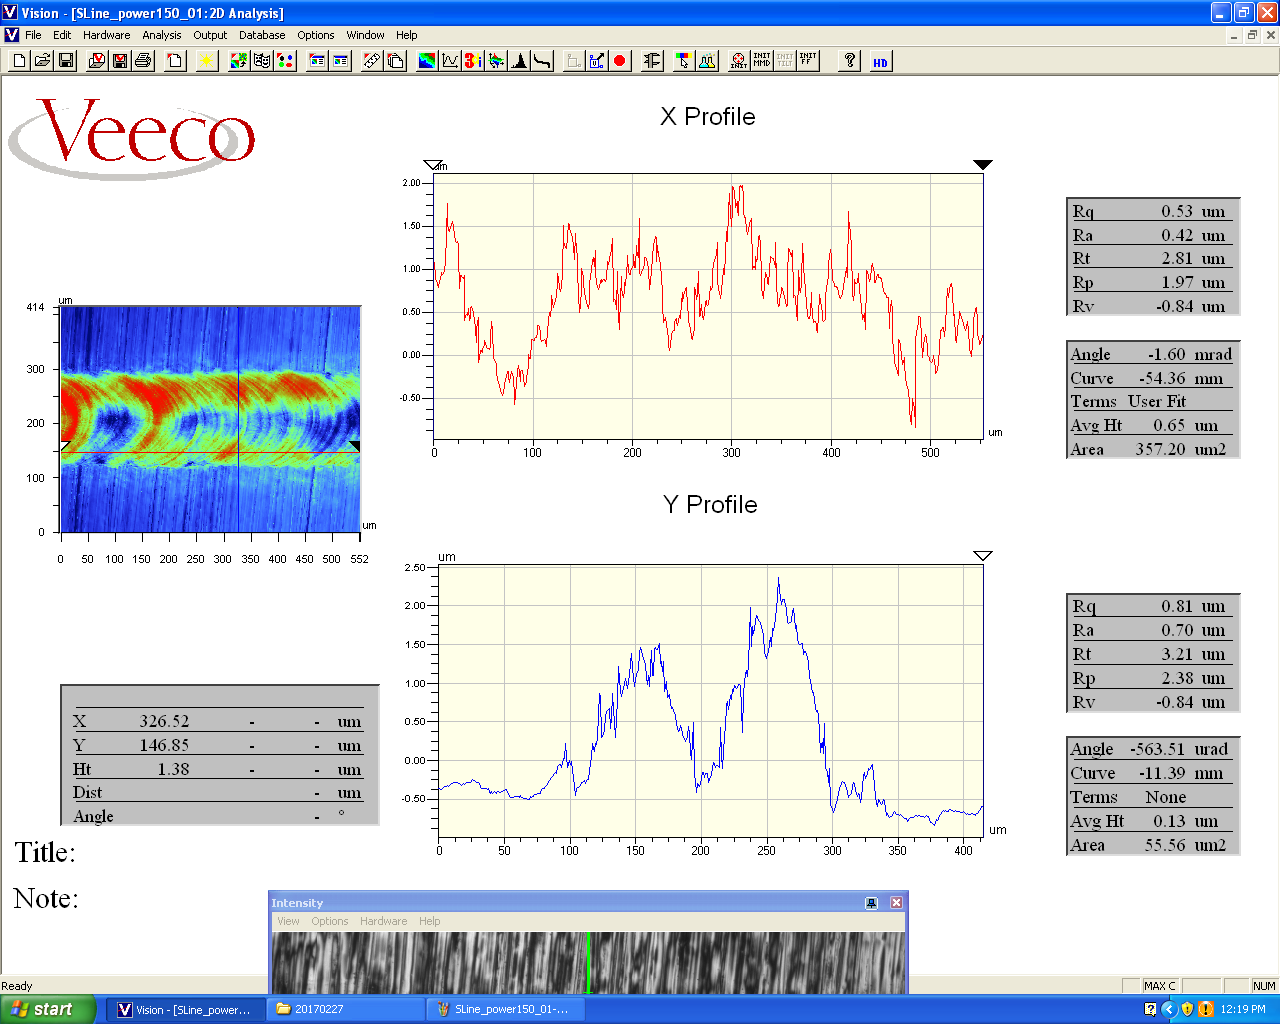 Vision - [SLine_power150_01:2D Analysis]
File Edit Hardware Analysis Output Database Options Window Help
INIT INIT MMD INIT TILT INIT FF ? HD
Veeco
X Profile
um
2.00
1.50
1.00
0.50
0.00
-0.50
0 100 200 300 400 500 um
Rq 0.53 um
Ra 0.42 um
Rt 2.81 um
Rp 1.97 um
Rv -0.84 um
Angle -1.60 mrad
Curve -54.36 mm
Terms User Fit
Avg Ht 0.65 um
Area 357.20 um2
um
414
300
200
100
0
um
0 50 100 150 200 250 300 350 400 450 500 552
Y Profile
um
2.50
2.00
1.50
1.00
0.50
0.00
-0.50
0 50 100 150 200 250 300 350 400 um
Rq 0.81 um
Ra 0.70 um
Rt 3.21 um
Rp 2.38 um
Rv -0.84 um
Angle -563.51 urad
Curve -11.39 mm
Terms None
Avg Ht 0.13 um
Area 55.56 um2
X 326.52 - - um
Y 146.85 - - um
Ht 1.38 - - um
Dist - um
Angle - °
Title:
Note:
Intensity
View Options Hardware Help
Ready MAX C NUM
start Vision - [SLine_power... 20170227 SLine_power150_01-... 12:19 PM